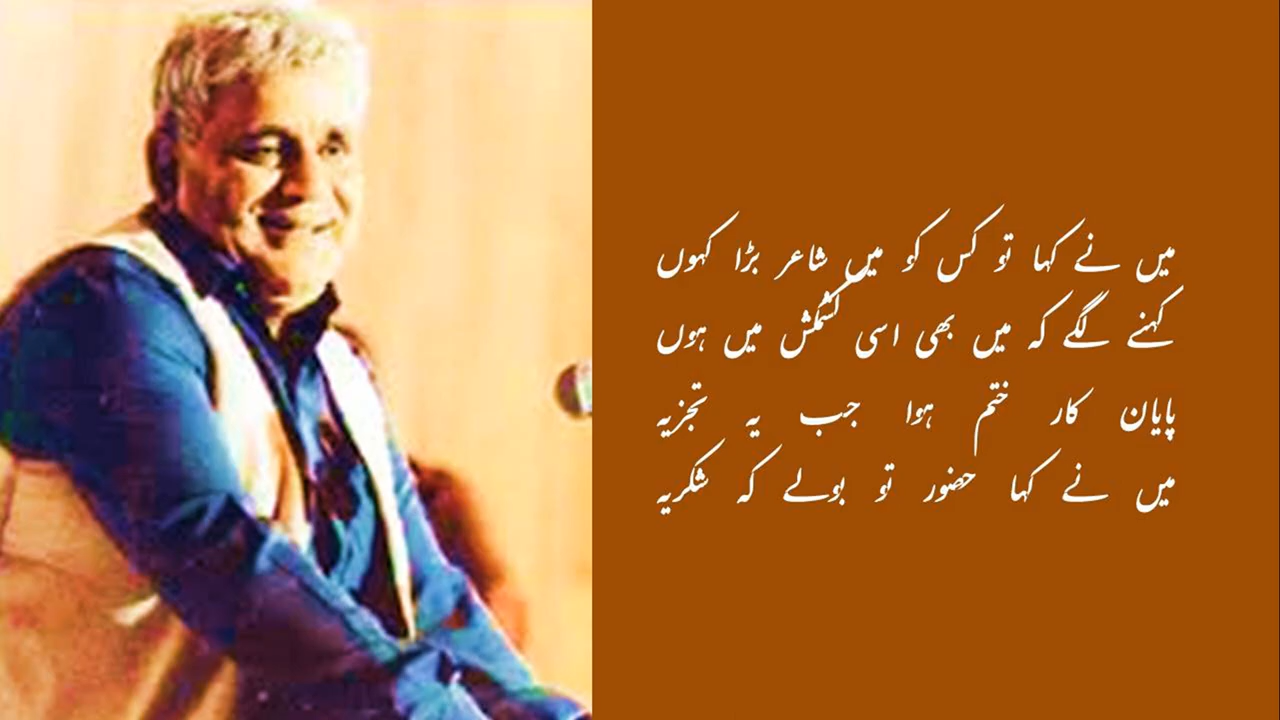 میں نے کہا تو کس کو میں شاعر بڑا کہوں
کہنے لگے کہ میں بھی اسی کشمکش میں ہوں
پایان کار ختم ہوا جب یہ تجزیہ
میں نے کہا حضور تو بولے کہ شکریہ